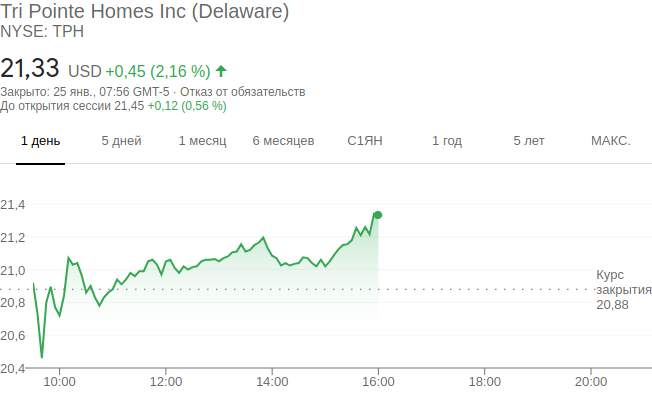 Tri Pointe Homes Inc (Delaware)
NYSE: TPH
21,33 USD +0,45 (2,16 %)
Закрыто: 25 янв., 07:56 GMT-5 · Отказ от обязательств
До открытия сессии 21,45 +0,12 (0,56 %)
1 день 5 дней 1 месяц 6 месяцев С1ЯН 1 год 5 лет МАКС.
21,4
21,2
21,0
20,8
20,6
20,4
Курс
закрытия
20,88
10:00 12:00 14:00 16:00 18:00 20:00